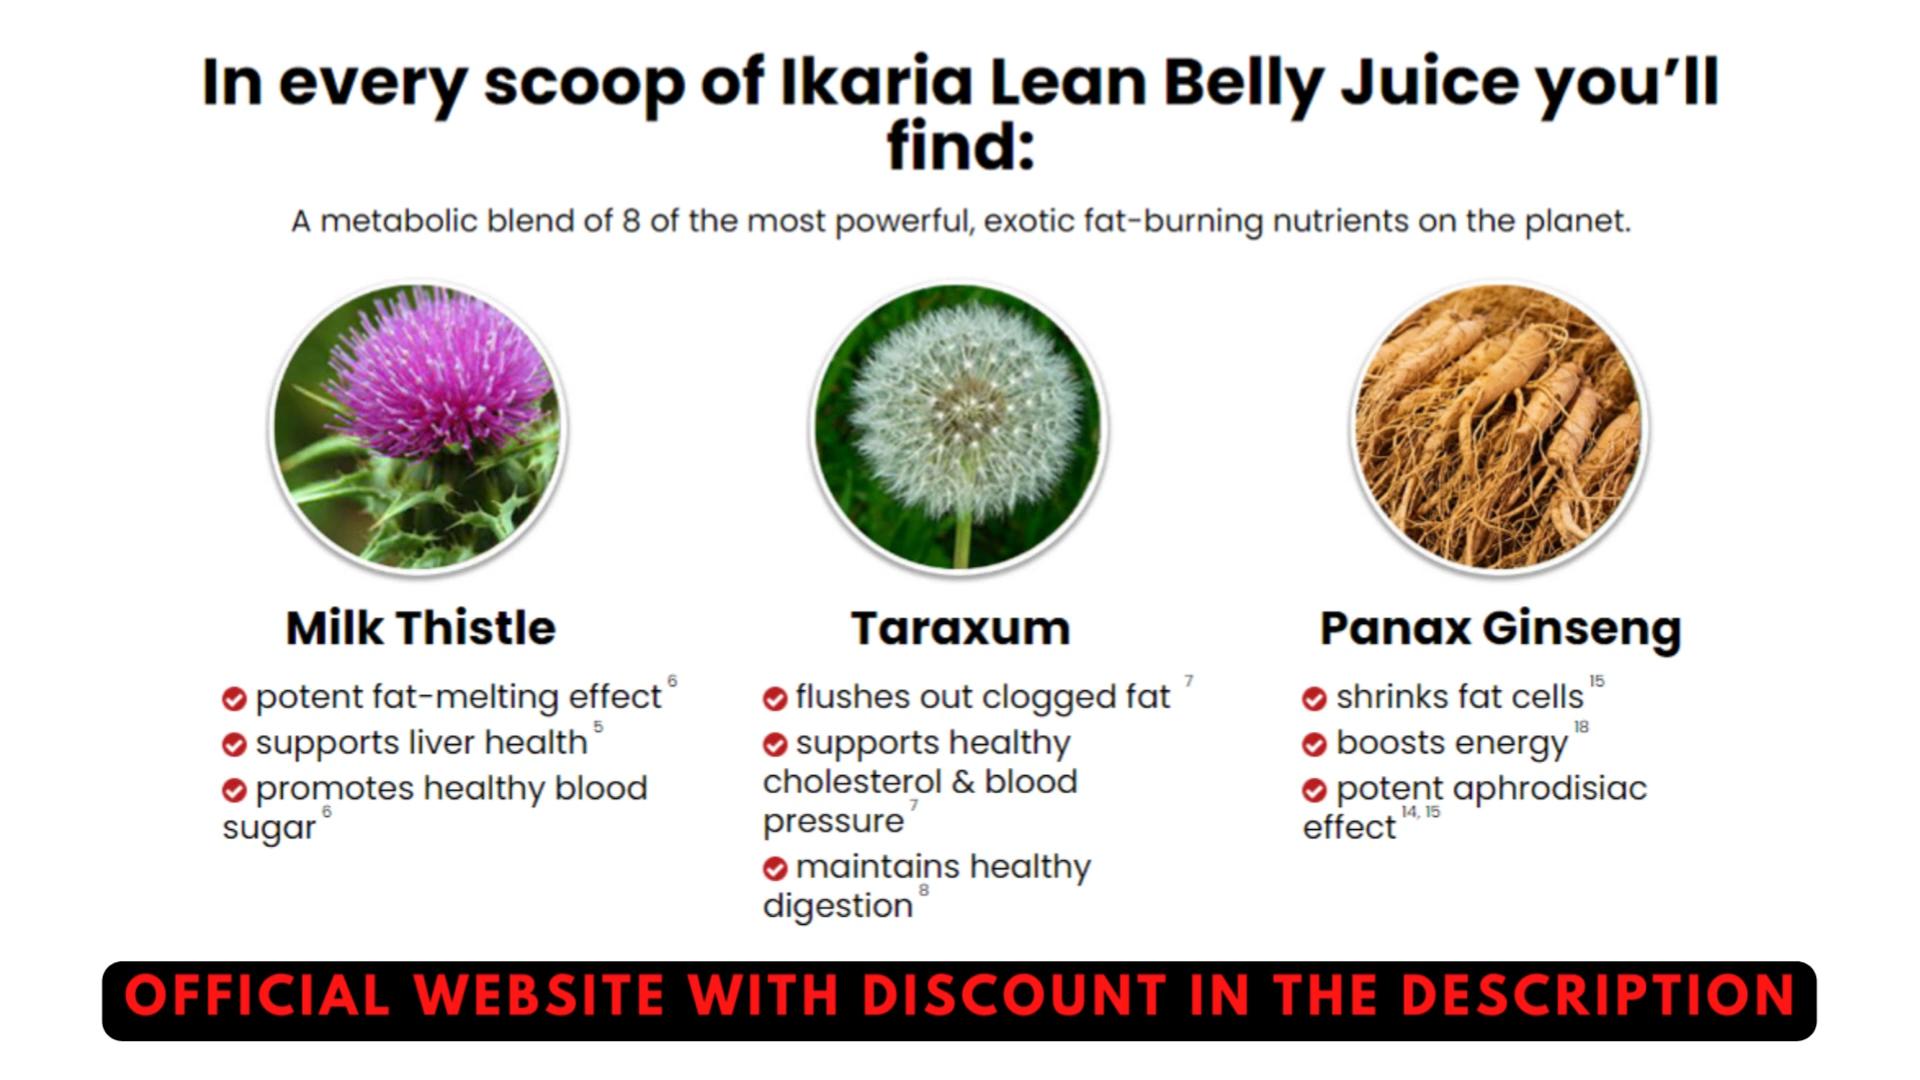 In every scoop of Ikaria Lean Belly Juice you’ll
find:
A metabolic blend of 8 of the most powerful, exotic fat-burning nutrients on the planet.
Milk Thistle
potent fat-melting effect 6
supports liver health 5
promotes healthy blood
sugar 6
Taraxum
flushes out clogged fat 7
supports healthy
cholesterol & blood
pressure 7
maintains healthy
digestion 8
Panax Ginseng
shrinks fat cells 15
boosts energy 18
potent aphrodisiac
effect 14, 15
OFFICIAL WEBSITE WITH DISCOUNT IN THE DESCRIPTION